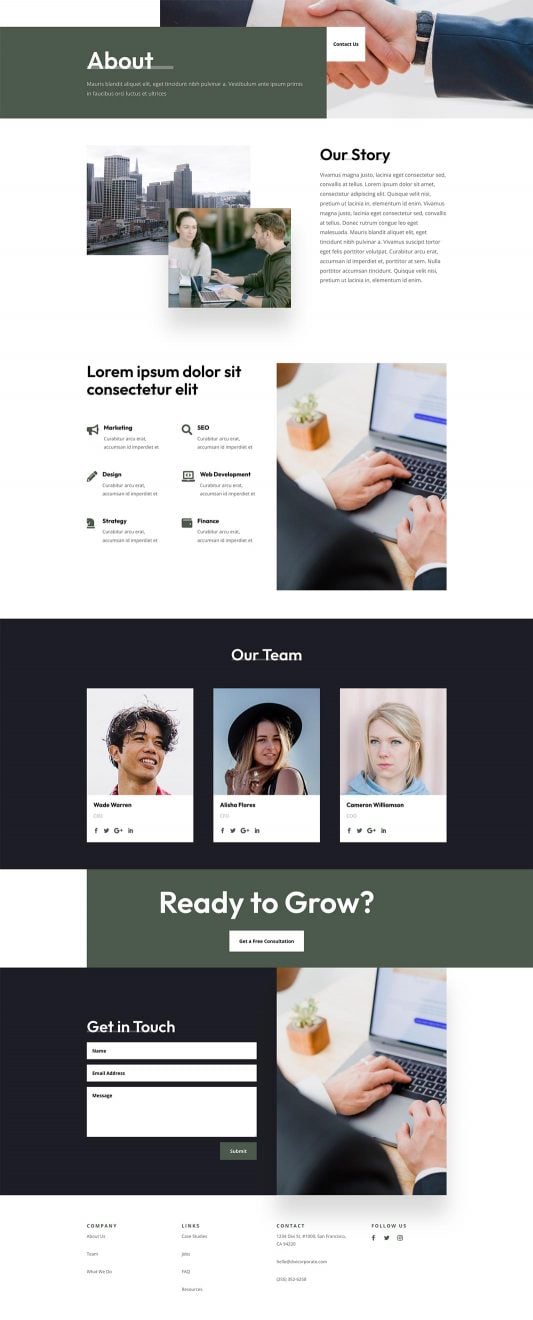 About
Mauris blandit aliquet elit, eget tincidunt nibh pulvinar a. Vestibulum ante ipsum primis
in faucibus orci luctus et ultrices
Contact Us
Our Story
Vivamus magna justo, lacinia eget consectetur sed,
convallis at tellus. Lorem ipsum dolor sit amet,
consectetur adipiscing elit. Quisque velit nisi,
pretium ut lacinia in, elementum id enim. Vivamus
magna justo, lacinia eget consectetur sed, convallis
at tellus. Donec rutrum congue leo eget
malesuada. Mauris blandit aliquet elit, eget
tincidunt nibh pulvinar a. Vivamus suscipit tortor
eget felis porttitor volutpat. Curabitur arcu erat,
accumsan id imperdiet et, porttitor at sem. Nulla
porttitor accumsan tincidunt. Quisque velit nisi,
pretium ut lacinia in, elementum id enim.
Lorem ipsum dolor sit
consectetur elit
Marketing
Curabitur arcu erat,
accumsan id imperdiet et
SEO
Curabitur arcu erat,
accumsan id imperdiet et
Design
Curabitur arcu erat,
accumsan id imperdiet et
Web Development
Curabitur arcu erat,
accumsan id imperdiet et
Strategy
Curabitur arcu erat,
accumsan id imperdiet et
Finance
Curabitur arcu erat,
accumsan id imperdiet et
Our Team
Wade Warren
CEO
Alisha Flores
CFO
Cameron Williamson
COO
Ready to Grow?
Get a Free Consultation
Get in Touch
Name
Email Address
Message
Submit
COMPANY
About Us
Team
What We Do
LINKS
Case Studies
Jobs
FAQ
Resources
CONTACT
1234 Divi St. #1000, San Francisco,
CA 94220
hello@divicorporate.com
(255) 352-6258
FOLLOW US